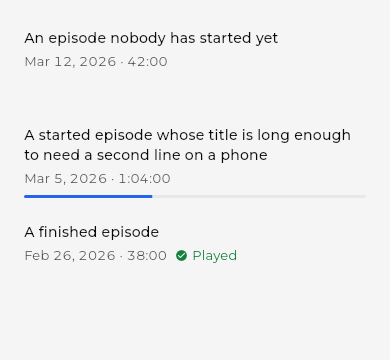 An episode nobody has started yet
Mar 12, 2026 · 42:00
A started episode whose title is long enough
to need a second line on a phone
Mar 5, 2026 · 1:04:00
A finished episode
Feb 26, 2026 · 38:00 Played